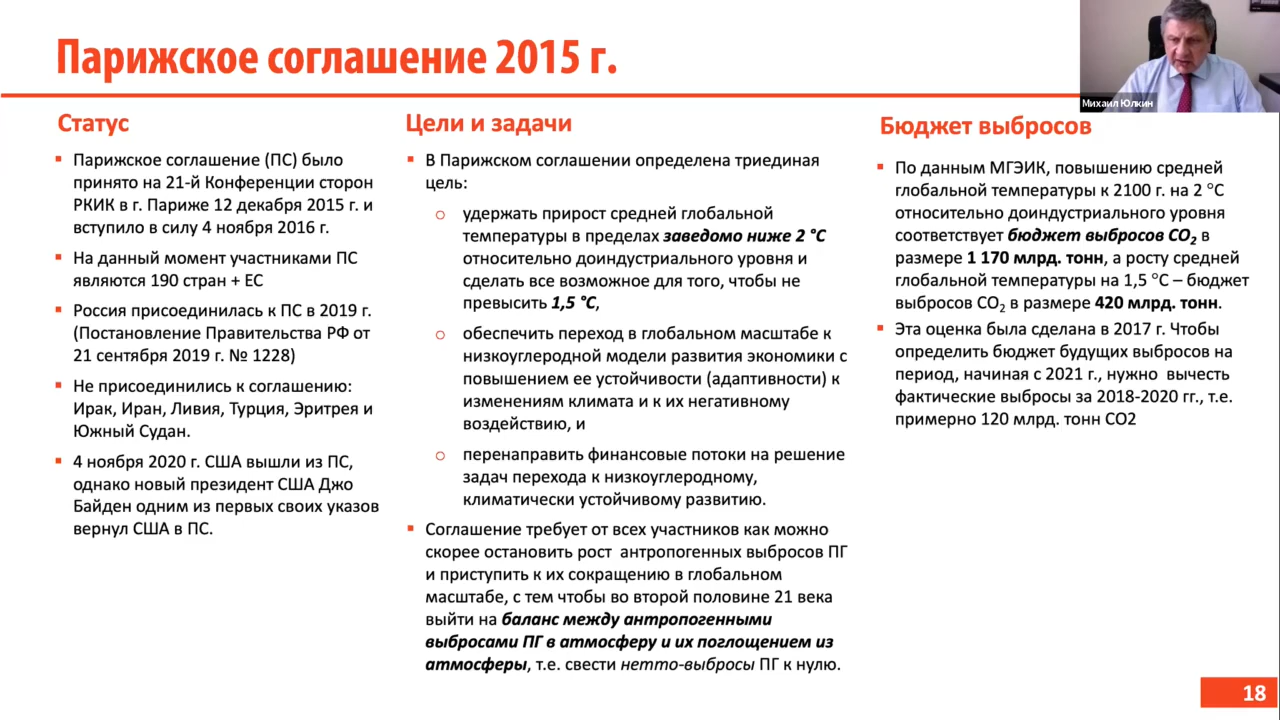 Парижское соглашение 2015 г.
Михаил Юлкин
Статус
▪ Парижское соглашение (ПС) было
принято на 21-й Конференции сторон
РКИК в г. Париже 12 декабря 2015 г. и
вступило в силу 4 ноября 2016 г.
▪ На данный момент участниками ПС
являются 190 стран + ЕС
▪ Россия присоединилась к ПС в 2019 г.
(Постановление Правительства РФ от
21 сентября 2019 г. № 1228)
▪ Не присоединились к соглашению:
Ирак, Иран, Ливия, Турция, Эритрея и
Южный Судан.
▪ 4 ноября 2020 г. США вышли из ПС,
однако новый президент США Джо
Байден одним из первых своих указов
вернул США в ПС.
Цели и задачи
▪ В Парижском соглашении определена триединая
цель:
o удержать прирост средней глобальной
температуры в пределах заведомо ниже 2 °С
относительно доиндустриального уровня и
сделать все возможное для того, чтобы не
превысить 1,5 °С,
o обеспечить переход в глобальном масштабе к
низкоуглеродной модели развития экономики с
повышением ее устойчивости (адаптивности) к
изменениям климата и к их негативному
воздействию, и
o перенаправить финансовые потоки на решение
задач перехода к низкоуглеродному,
климатически устойчивому развитию.
▪ Соглашение требует от всех участников как можно
скорее остановить рост антропогенных выбросов ПГ
и приступить к их сокращению в глобальном
масштабе, с тем чтобы во второй половине 21 века
выйти на баланс между антропогенными
выбросами ПГ в атмосферу и их поглощением из
атмосферы, т.е. свести нетто-выбросы ПГ к нулю.
Бюджет выбросов
▪ По данным МГЭИК, повышению средней
глобальной температуры к 2100 г. на 2 °С
относительно доиндустриального уровня
соответствует бюджет выбросов CO₂ в
размере 1 170 млрд. тонн, а росту средней
глобальной температуры на 1,5 °С – бюджет
выбросов CO₂ в размере 420 млрд. тонн.
▪ Эта оценка была сделана в 2017 г. Чтобы
определить бюджет будущих выбросов на
период, начиная с 2021 г., нужно вычесть
фактические выбросы за 2018-2020 гг., т.е.
примерно 120 млрд. тонн СО2
18